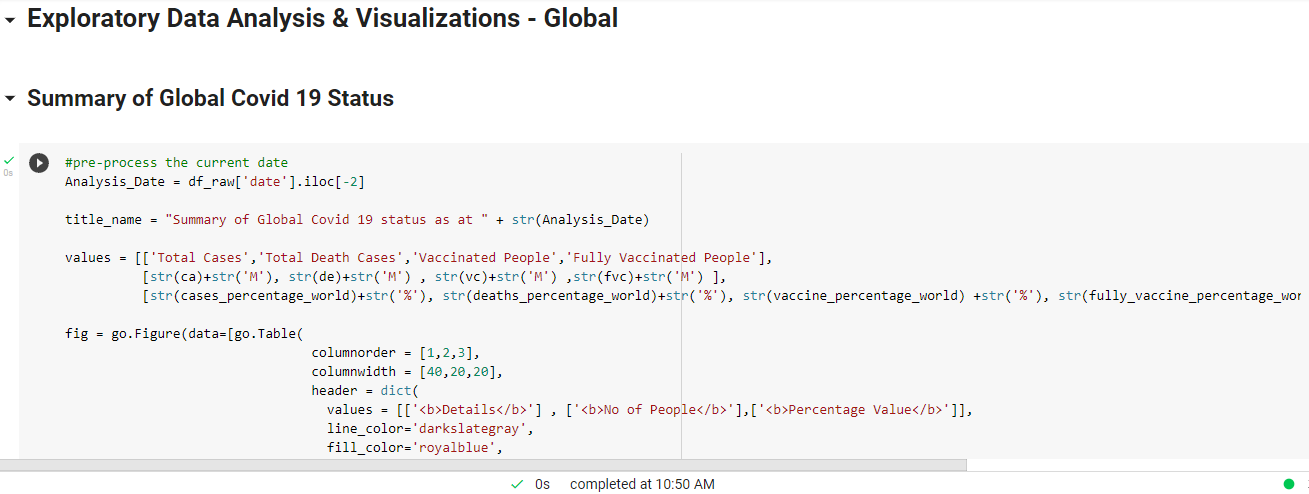 Exploratory Data Analysis & Visualizations - Global
Summary of Global Covid 19 Status
0s
#pre-process the current date
Analysis_Date = df_raw['date'].iloc[-2]
title_name = "Summary of Global Covid 19 status as at " + str(Analysis_Date)
values = [['Total Cases','Total Death Cases','Vaccinated People','Fully Vaccinated People'],
[str(ca)+str('M'), str(de)+str('M') , str(vc)+str('M') ,str(fvc)+str('M') ],
[str(cases_percentage_world)+str('%'), str(deaths_percentage_world)+str('%'), str(vaccine_percentage_world) +str('%'), str(fully_vaccine_percentage_wor
fig = go.Figure(data=[go.Table(
columnorder = [1,2,3],
columnwidth = [40,20,20],
header = dict(
values = [['<b>Details</b>'] , ['<b>No of People</b>'],['<b>Percentage Value</b>']],
line_color='darkslategray',
fill_color='royalblue',
0s completed at 10:50 AM